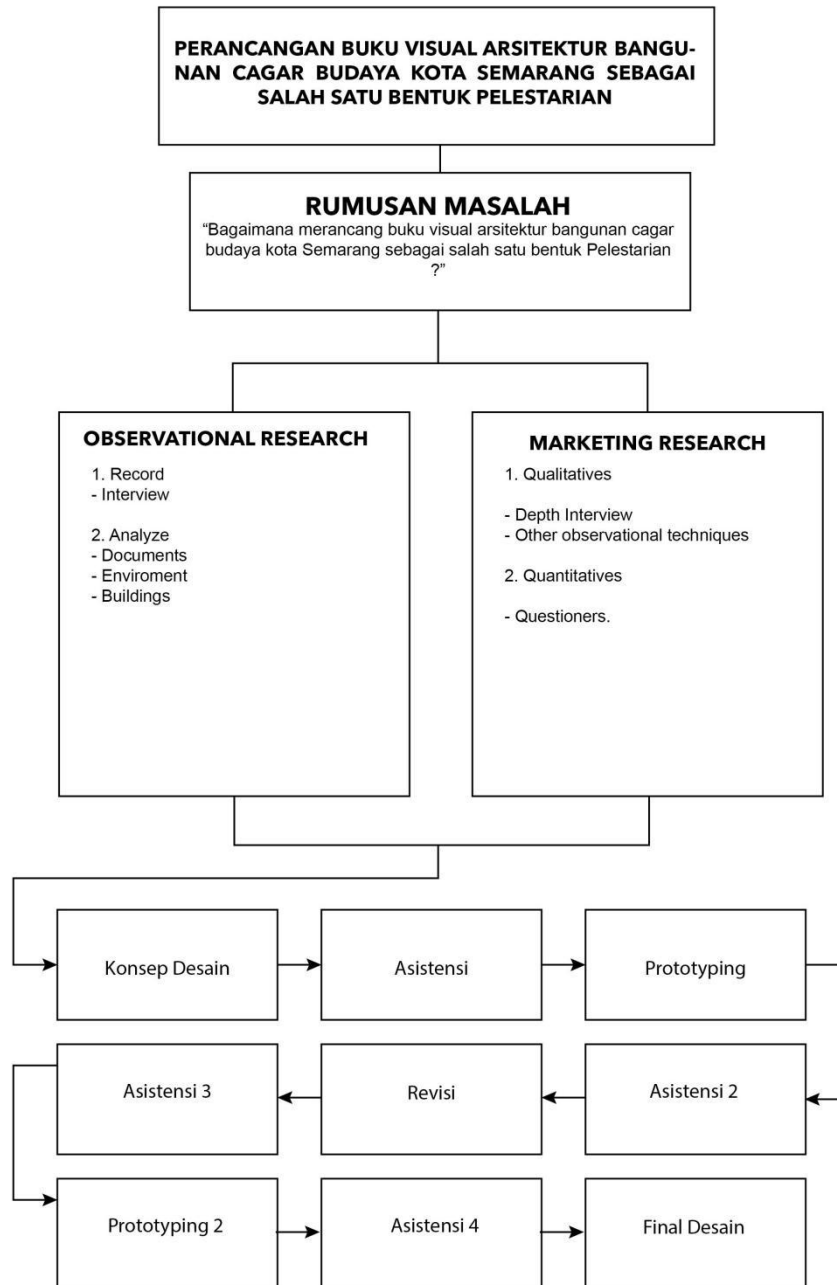 PERANCANGAN BUKU VISUAL ARSITEKTUR BANGU-
NAN CAGAR BUDAYA KOTA SEMARANG SEBAGAI
SALAH SATU BENTUK PELESTARIAN
RUMUSAN MASALAH
“Bagaimana merancang buku visual arsitektur bangunan cagar
budaya kota Semarang sebagai salah satu bentuk Pelestarian
?”
OBSERVATIONAL RESEARCH
1. Record
- Interview
2. Analyze
- Documents
- Enviroment
- Buildings
MARKETING RESEARCH
1. Qualitatives
- Depth Interview
- Other observational techniques
2. Quantitatives
- Questioners.
Konsep Desain
Asistensi
Prototyping
Asistensi 2
Revisi
Asistensi 3
Prototyping 2
Asistensi 4
Final Desain